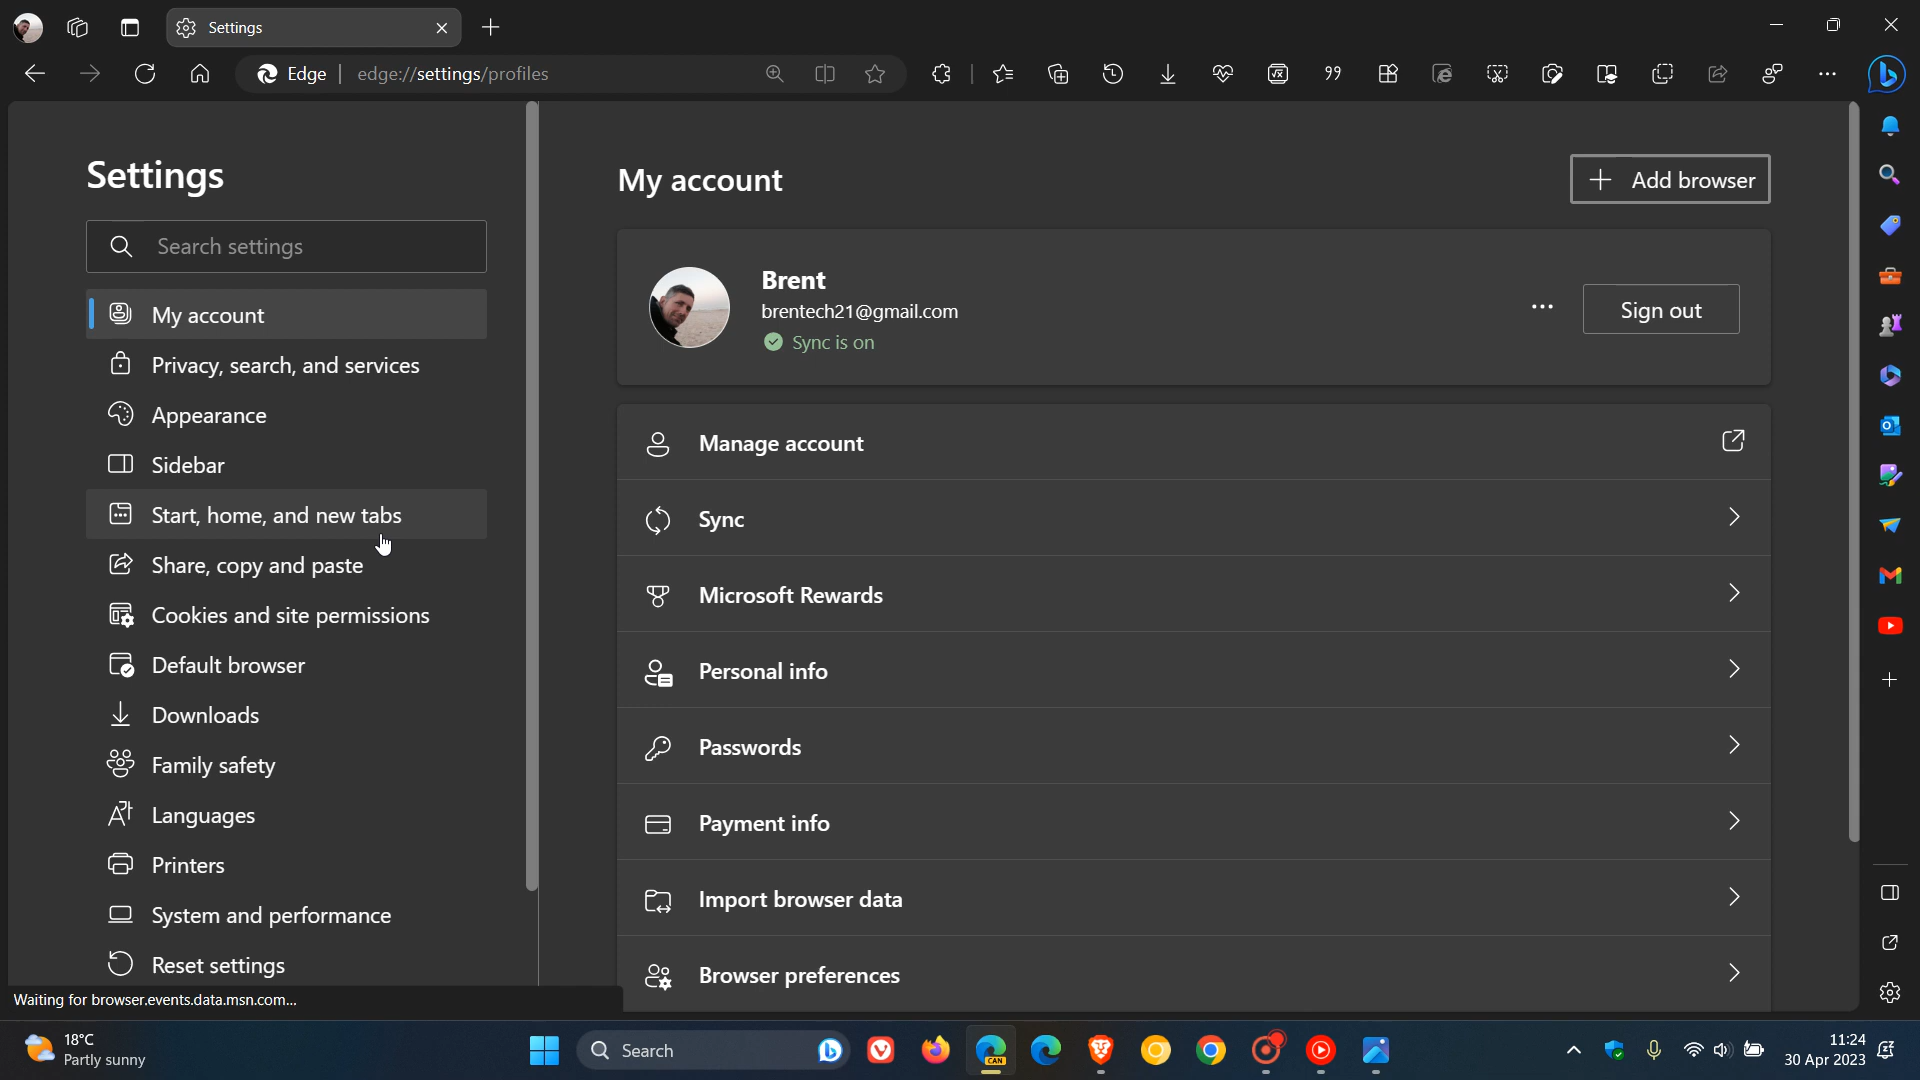 Settings
Edge
edge://settings/profiles
Settings
Search settings
My account
Privacy, search, and services
Appearance
Sidebar
Start, home, and new tabs
Share, copy and paste
Cookies and site permissions
Default browser
Downloads
Family safety
Languages
Printers
System and performance
Reset settings
Waiting for browser.events.data.msn.com...
My account
Add browser
Brent
brentech21@gmail.com
Sync is on
Sign out
Manage account
Sync
Microsoft Rewards
Personal info
Passwords
Payment info
Import browser data
Browser preferences
18°C
Partly sunny
Search
CAN
11:24
30 Apr 2023